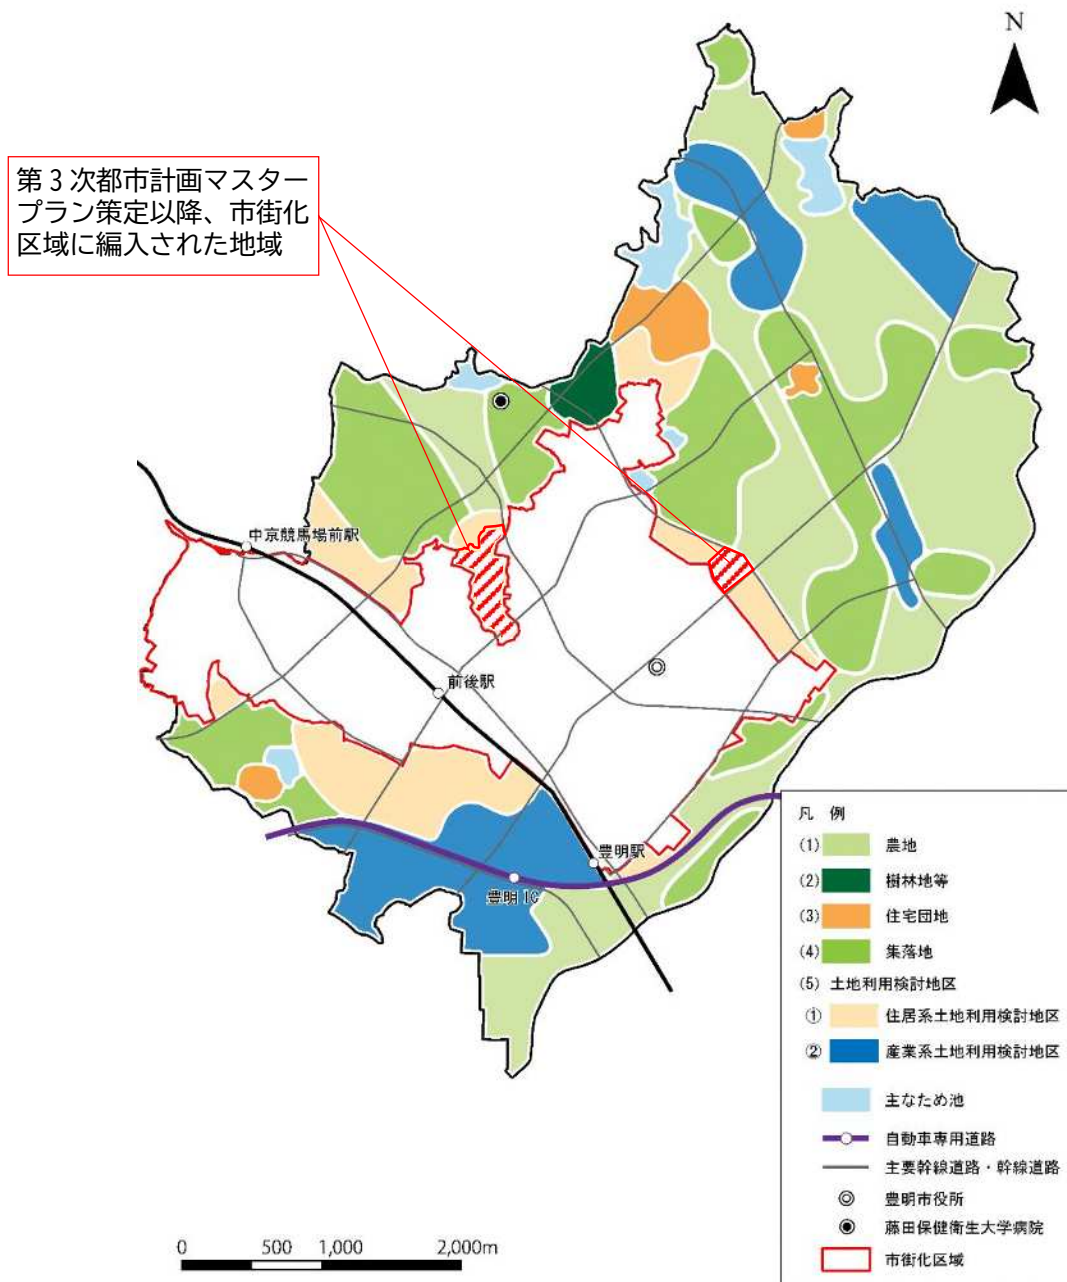 N
第3次都市計画マスター
プラン策定以降、市街化
区域に編入された地域
中京競馬場前駅
前後駅
豊明駅
豊明IC
凡 例
(1) 農地
(2) 樹林地等
(3) 住宅団地
(4) 集落地
(5) 土地利用検討地区
① 住居系土地利用検討地区
② 産業系土地利用検討地区
主なため池
自動車専用道路
主要幹線道路・幹線道路
豊明市役所
藤田保健衛生大学病院
市街化区域
0 500 1,000 2,000m